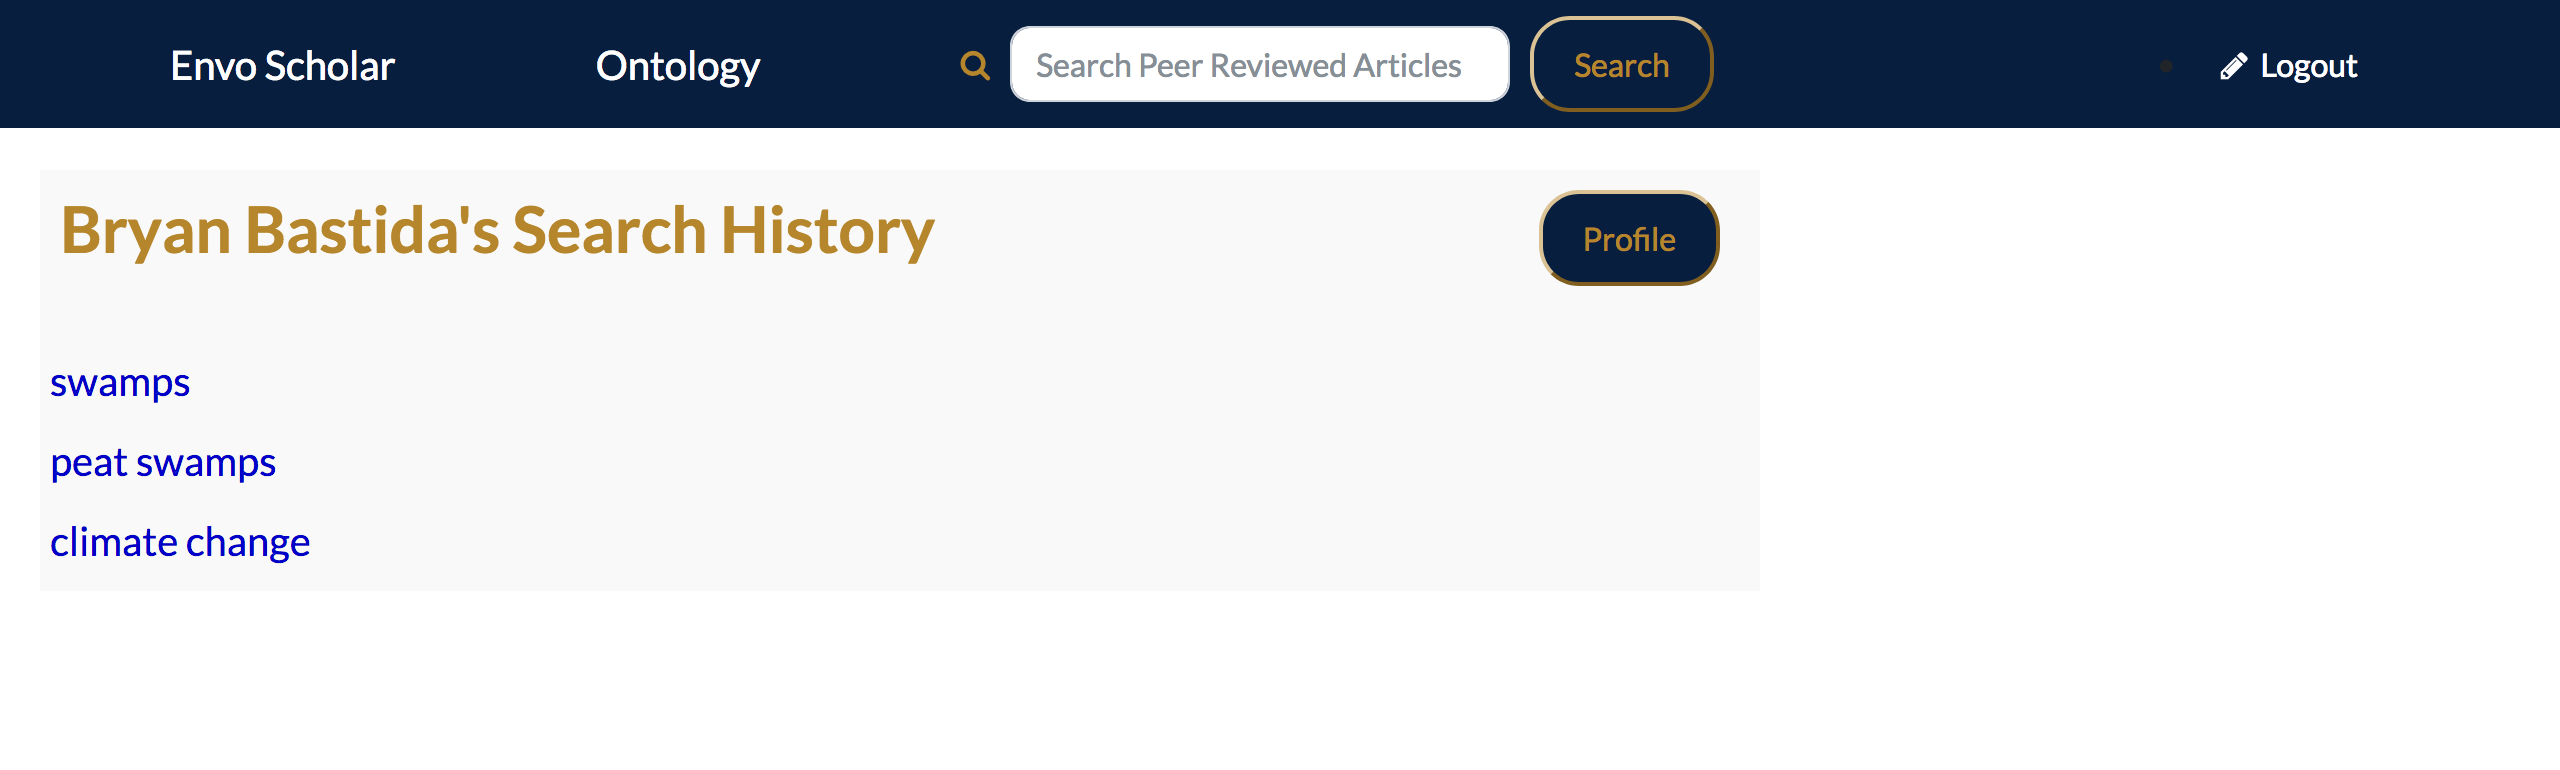 Envo Scholar Ontology Search Peer Reviewed Articles Search Logout
Bryan Bastida's Search History Profile
swamps
peat swamps
climate change